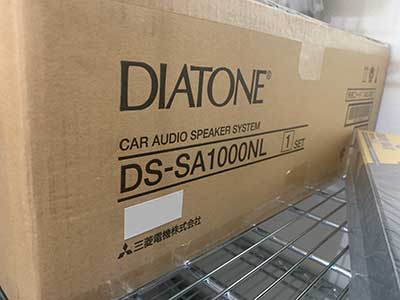 DIATONE®
CAR AUDIO SPEAKER SYSTEM
DS-SA1000NL 1 SET
三菱電機株式会社